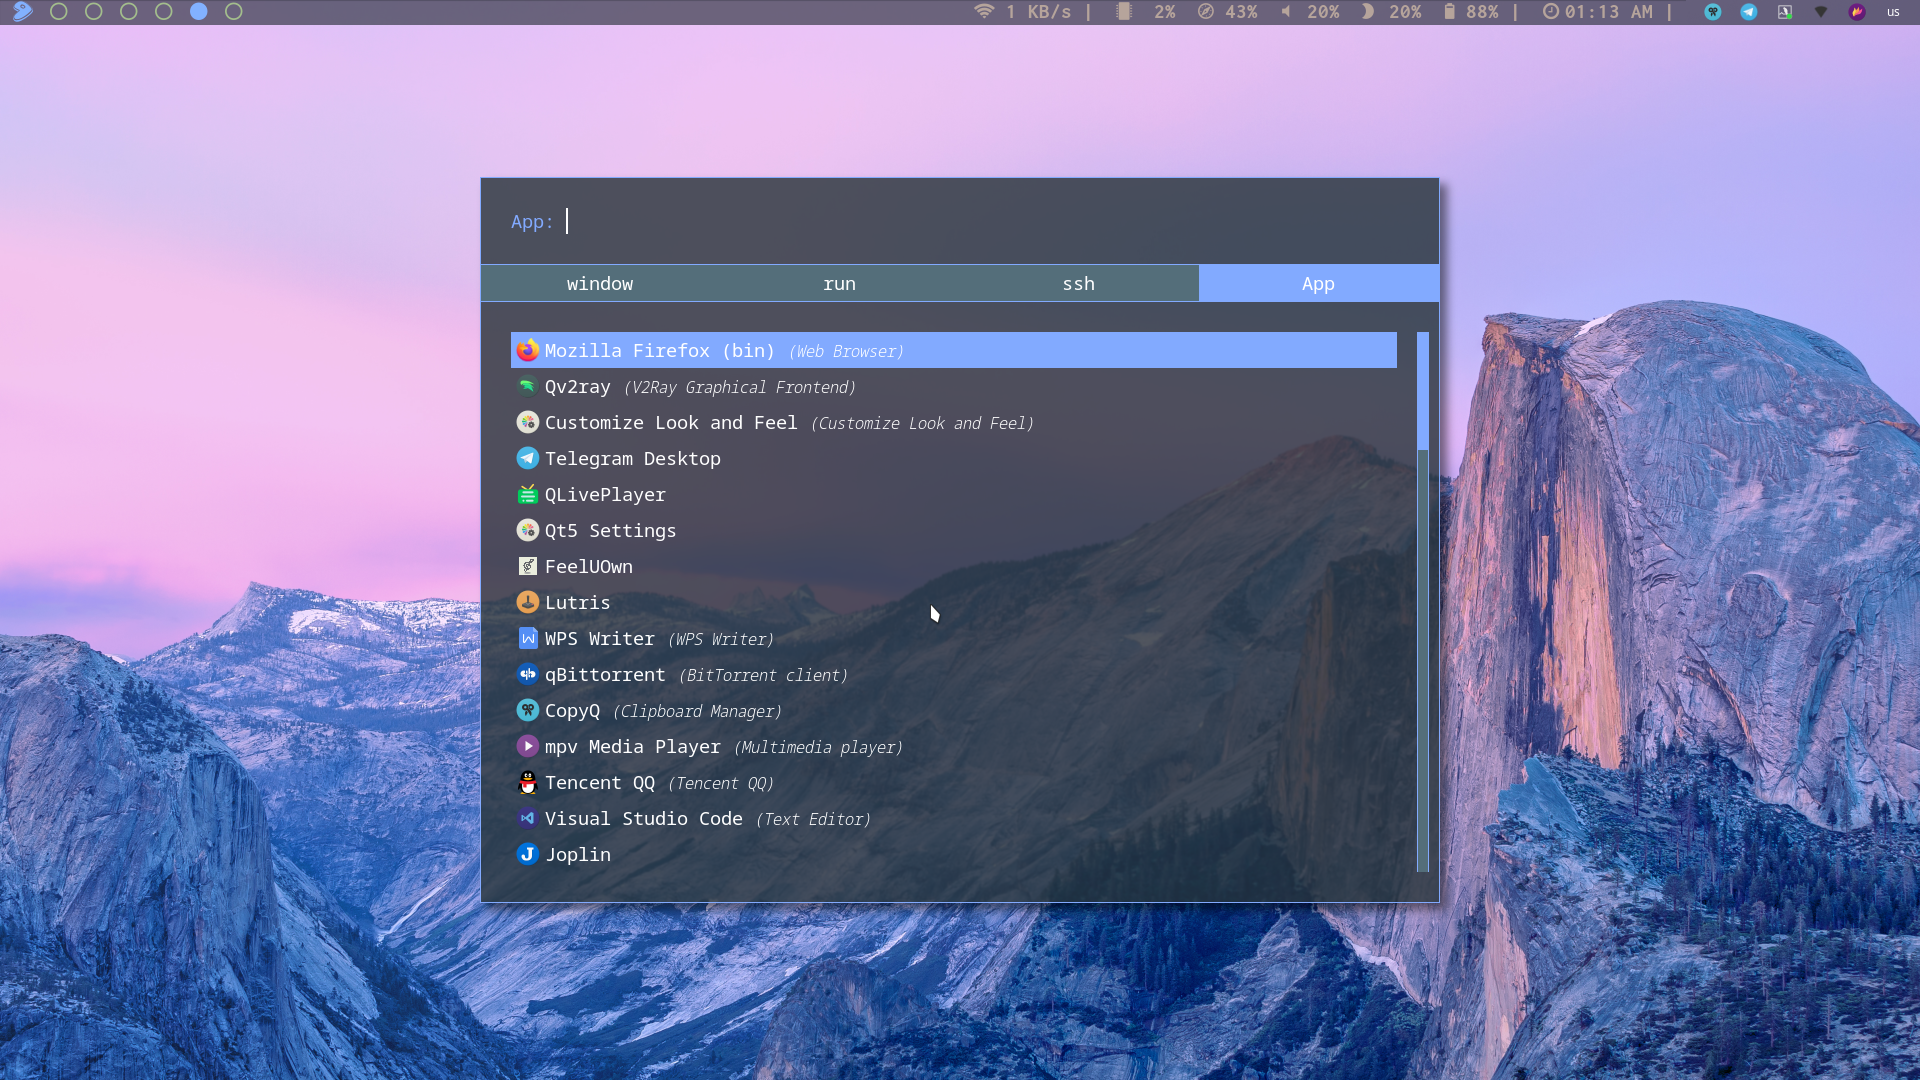 1 KB/s | 2% 43% 20% 20% 88% | 01:13 AM | us
App:
window run ssh App
Mozilla Firefox (bin) (Web Browser)
Qv2ray (V2Ray Graphical Frontend)
Customize Look and Feel (Customize Look and Feel)
Telegram Desktop
QLivePlayer
Qt5 Settings
FeelUOwn
Lutris
WPS Writer (WPS Writer)
qBittorrent (BitTorrent client)
CopyQ (Clipboard Manager)
mpv Media Player (Multimedia player)
Tencent QQ (Tencent QQ)
Visual Studio Code (Text Editor)
Joplin